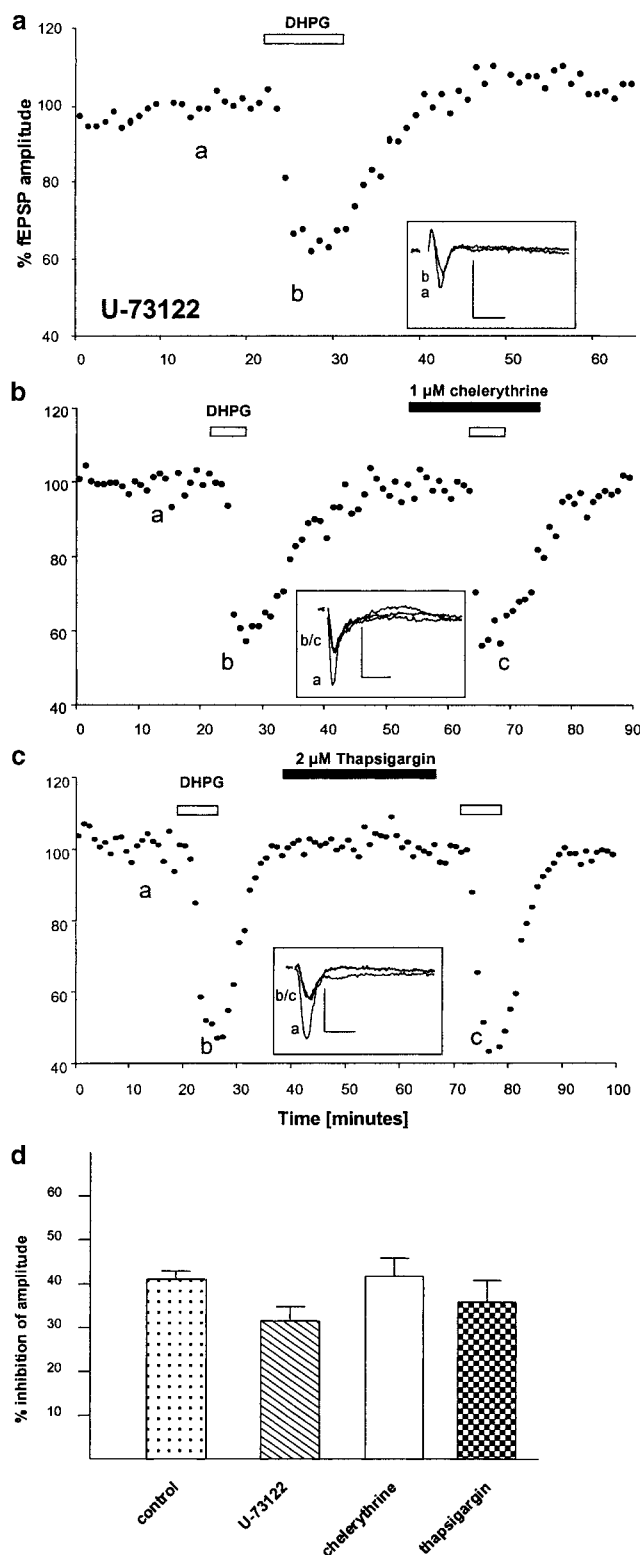 a
DHPG
120
100
80
60
40
% fEPSP amplitude
a
b
b
a
U-73122
0 10 20 30 40 50 60
b
1 µM chelerythrine
DHPG
120
100
80
60
40
a
b
b/c
a
c
0 10 20 30 40 50 60 70 80 90
c
2 µM Thapsigargin
DHPG
120
100
80
60
40
a
b
b/c
a
c
0 10 20 30 40 50 60 70 80 90 100
Time [minutes]
d
60
50
40
30
20
10
% inhibition of amplitude
control
U-73122
chelerythrine
thapsigargin